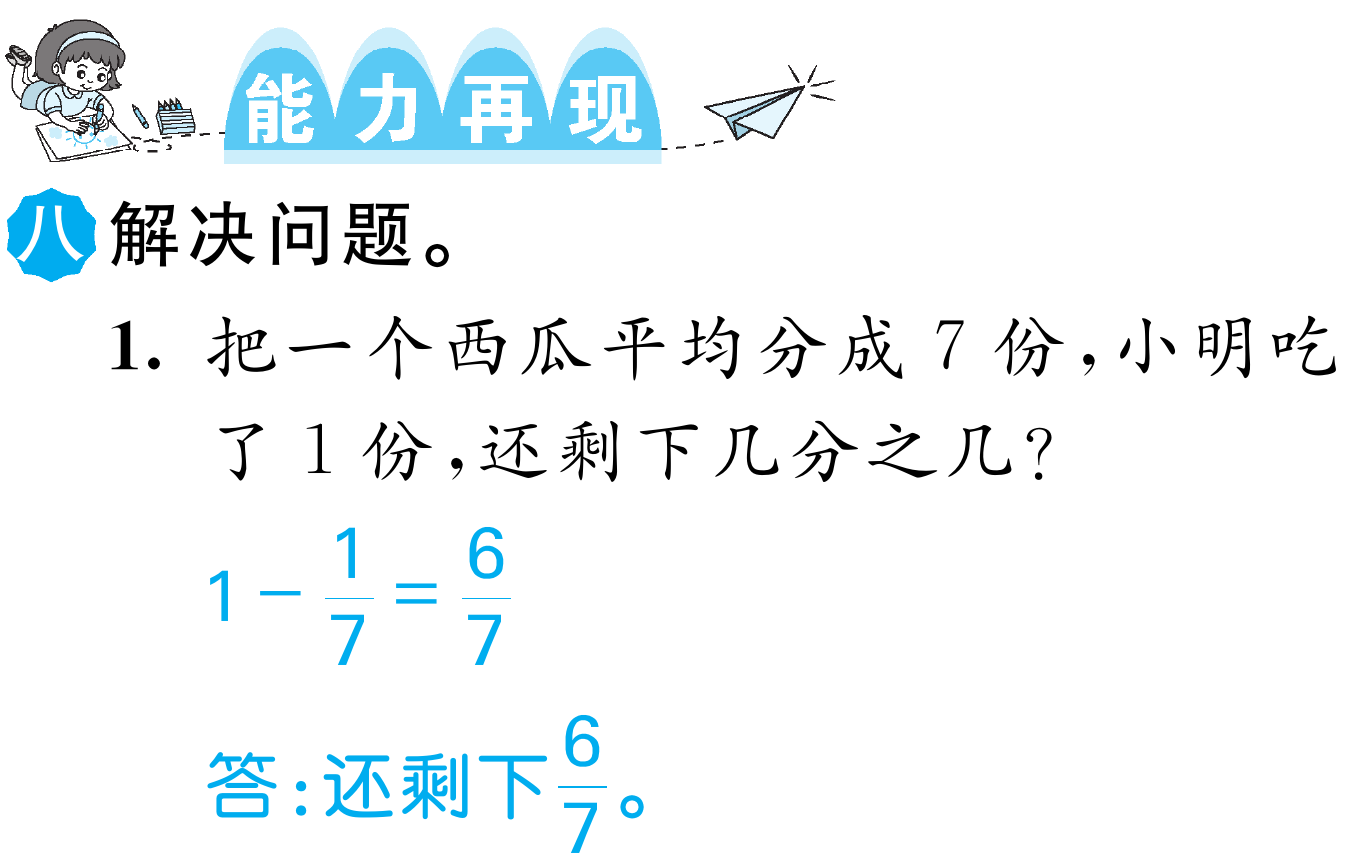 能力再现
八 解决问题。
1. 把一个西瓜平均分成 7 份,小明吃
了 1 份,还剩下几分之几?
1 − 1/7 = 6/7
答:还剩下6/7。